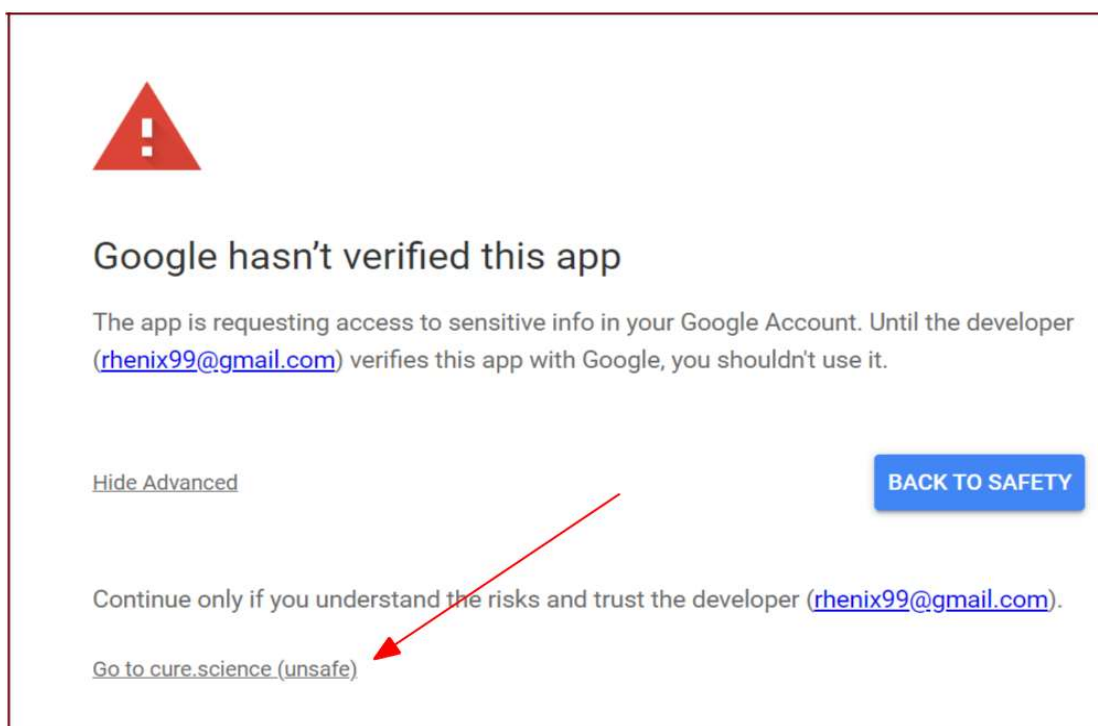 Google hasn't verified this app
The app is requesting access to sensitive info in your Google Account. Until the developer
(rhenix99@gmail.com) verifies this app with Google, you shouldn't use it.
Hide Advanced
BACK TO SAFETY
Continue only if you understand the risks and trust the developer (rhenix99@gmail.com).
Go to cure.science (unsafe)